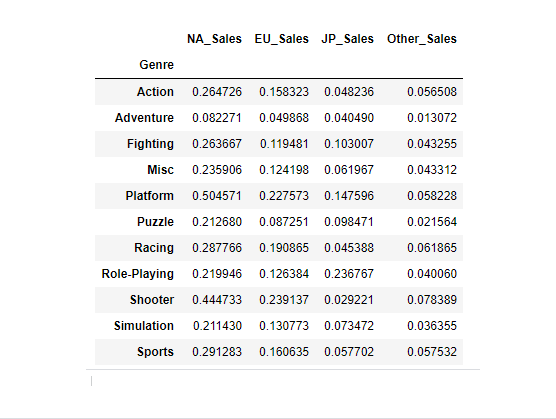 NA_Sales EU_Sales JP_Sales Other_Sales
Genre
Action 0.264726 0.158323 0.048236 0.056508
Adventure 0.082271 0.049868 0.040490 0.013072
Fighting 0.263667 0.119481 0.103007 0.043255
Misc 0.235906 0.124198 0.061967 0.043312
Platform 0.504571 0.227573 0.147596 0.058228
Puzzle 0.212680 0.087251 0.098471 0.021564
Racing 0.287766 0.190865 0.045388 0.061865
Role-Playing 0.219946 0.126384 0.236767 0.040060
Shooter 0.444733 0.239137 0.029221 0.078389
Simulation 0.211430 0.130773 0.073472 0.036355
Sports 0.291283 0.160635 0.057702 0.057532